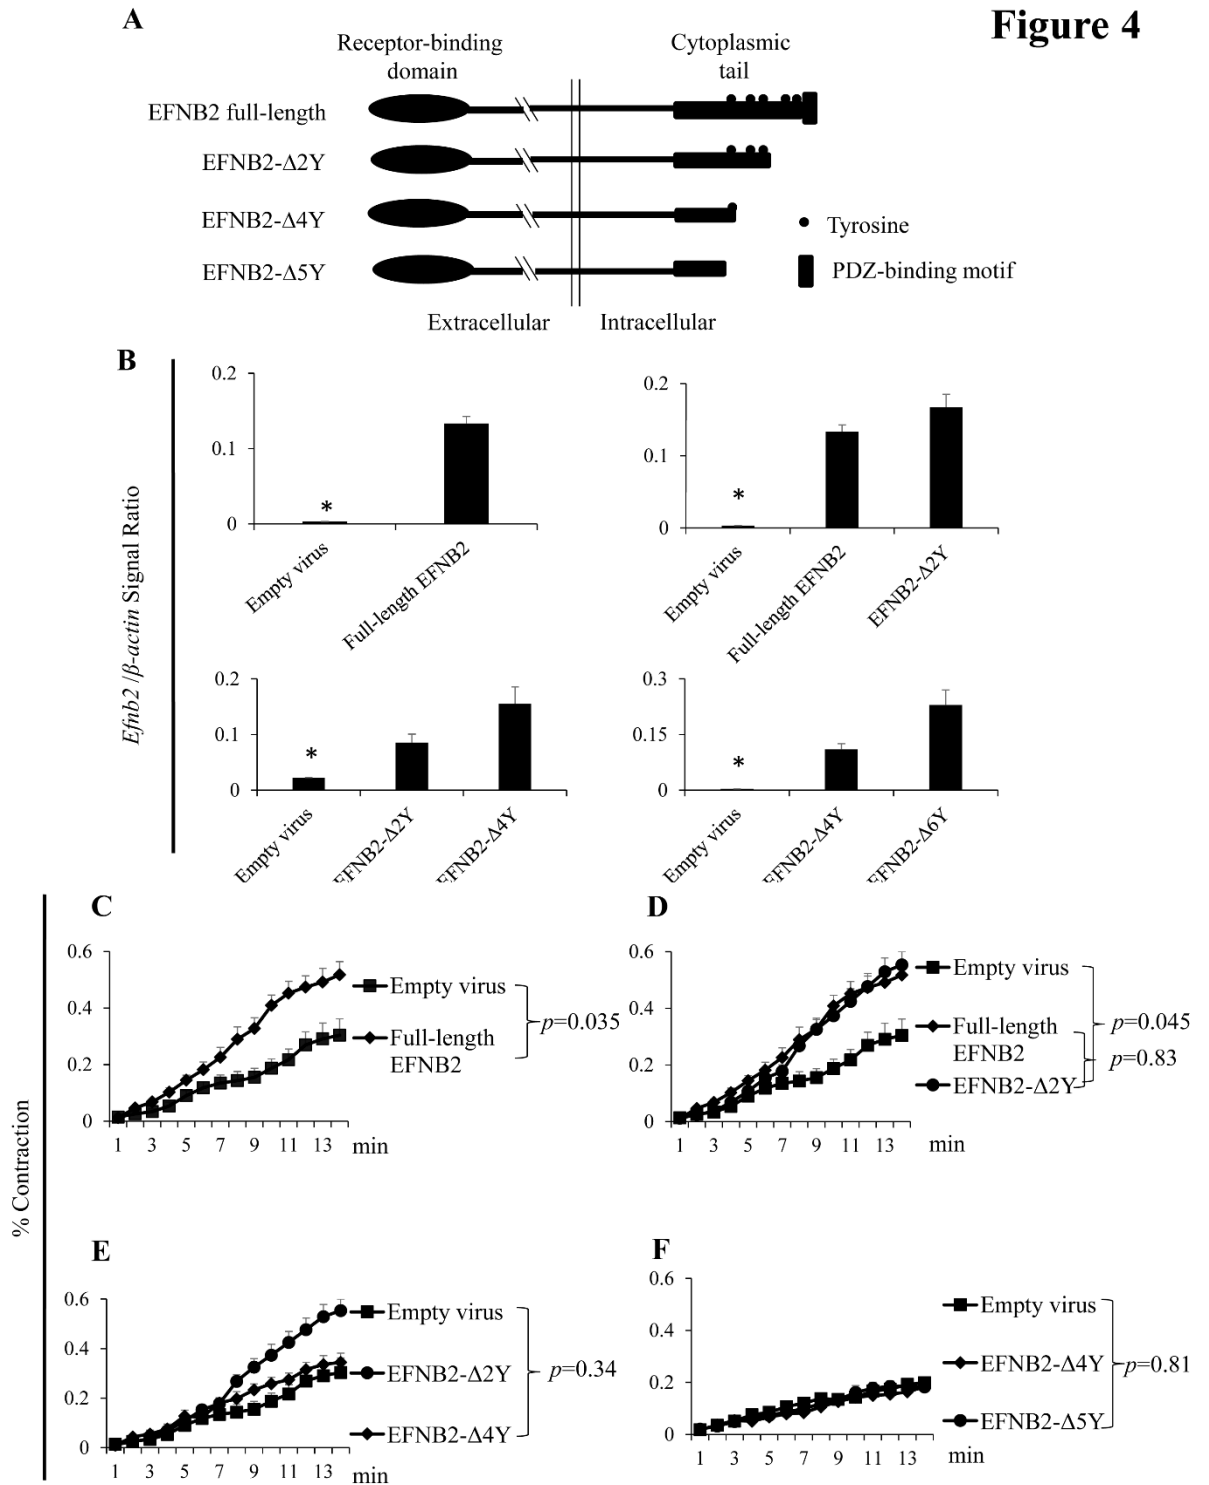 Figure 4
A
Receptor-binding
domain
Cytoplasmic
tail
EFNB2 full-length
EFNB2-Δ2Y
EFNB2-Δ4Y
EFNB2-Δ5Y
Tyrosine
PDZ-binding motif
Extracellular
Intracellular
B
Efnb2 /β-actin Signal Ratio
0.2
0.1
0
*
Empty virus
Full-length EFNB2
0.2
0.1
0
*
Empty virus
Full-length EFNB2
EFNB2-Δ2Y
0.2
0.1
0
*
Empty virus
EFNB2-Δ2Y
EFNB2-Δ4Y
0.3
0.15
0
*
Empty virus
EFNB2-Δ4Y
EFNB2-Δ6Y
% Contraction
C
0.6
0.4
0.2
0
1 3 5 7 9 11 13 min
Empty virus
Full-length
EFNB2
p=0.035
D
0.6
0.4
0.2
0
1 3 5 7 9 11 13 min
Empty virus
Full-length
EFNB2
EFNB2-Δ2Y
p=0.045
p=0.83
E
0.6
0.4
0.2
0
1 3 5 7 9 11 13 min
Empty virus
EFNB2-Δ2Y
EFNB2-Δ4Y
p=0.34
F
0.6
0.4
0.2
0
1 3 5 7 9 11 13 min
Empty virus
EFNB2-Δ4Y
EFNB2-Δ5Y
p=0.81